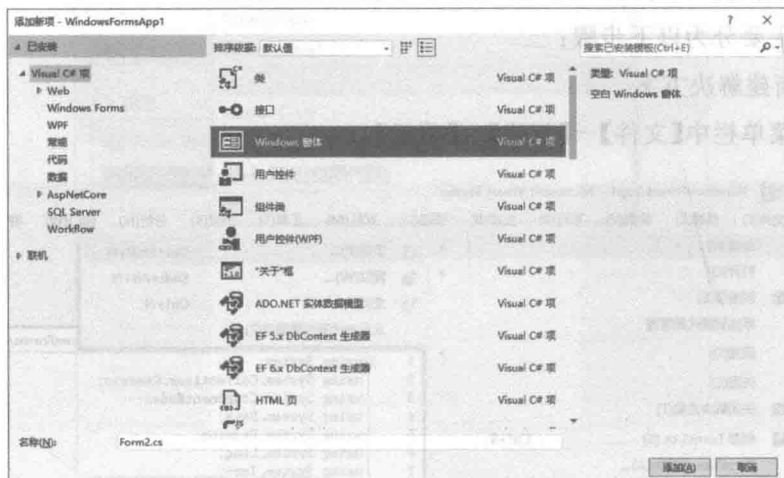 添加新项 - WindowsFormsApp1
? ×
已安装
排序依据: 默认值
搜索已安装模板(Ctrl+E)
Visual C# 项
Web
Windows Forms
WPF
常规
代码
数据
AspNetCore
SQL Server
Workflow
联机
类 Visual C# 项
接口 Visual C# 项
Windows 窗体 Visual C# 项
用户控件 Visual C# 项
组件类 Visual C# 项
用户控件(WPF) Visual C# 项
"关于"框 Visual C# 项
ADO.NET 实体数据模型 Visual C# 项
EF 5.x DbContext 生成器 Visual C# 项
EF 6.x DbContext 生成器 Visual C# 项
HTML 页 Visual C# 项
类型: Visual C# 项
空白 Windows 窗体
名称(N): Form2.cs
添加(A) 取消